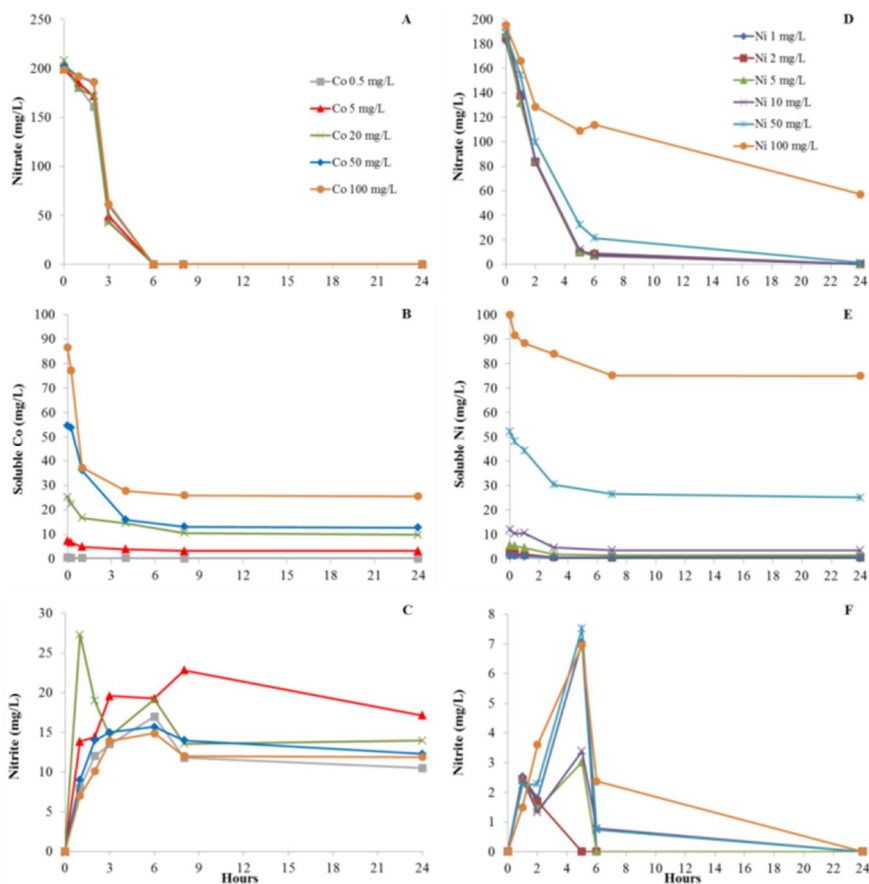 A
Nitrate (mg/L)
250
200
150
100
50
0
0 3 6 9 12 15 18 21 24
Co 0.5 mg/L
Co 5 mg/L
Co 20 mg/L
Co 50 mg/L
Co 100 mg/L
D
Nitrate (mg/L)
200
180
160
140
120
100
80
60
40
20
0
0 2 4 6 8 10 12 14 16 18 20 22 24
Ni 1 mg/L
Ni 2 mg/L
Ni 5 mg/L
Ni 10 mg/L
Ni 50 mg/L
Ni 100 mg/L
B
Soluble Co (mg/L)
100
90
80
70
60
50
40
30
20
10
0
0 3 6 9 12 15 18 21 24
E
Soluble Ni (mg/L)
100
90
80
70
60
50
40
30
20
10
0
0 2 4 6 8 10 12 14 16 18 20 22 24
C
Nitrite (mg/L)
30
25
20
15
10
5
0
0 3 6 9 12 15 18 21 24
Hours
F
Nitrite (mg/L)
8
7
6
5
4
3
2
1
0
0 2 4 6 8 10 12 14 16 18 20 22 24
Hours